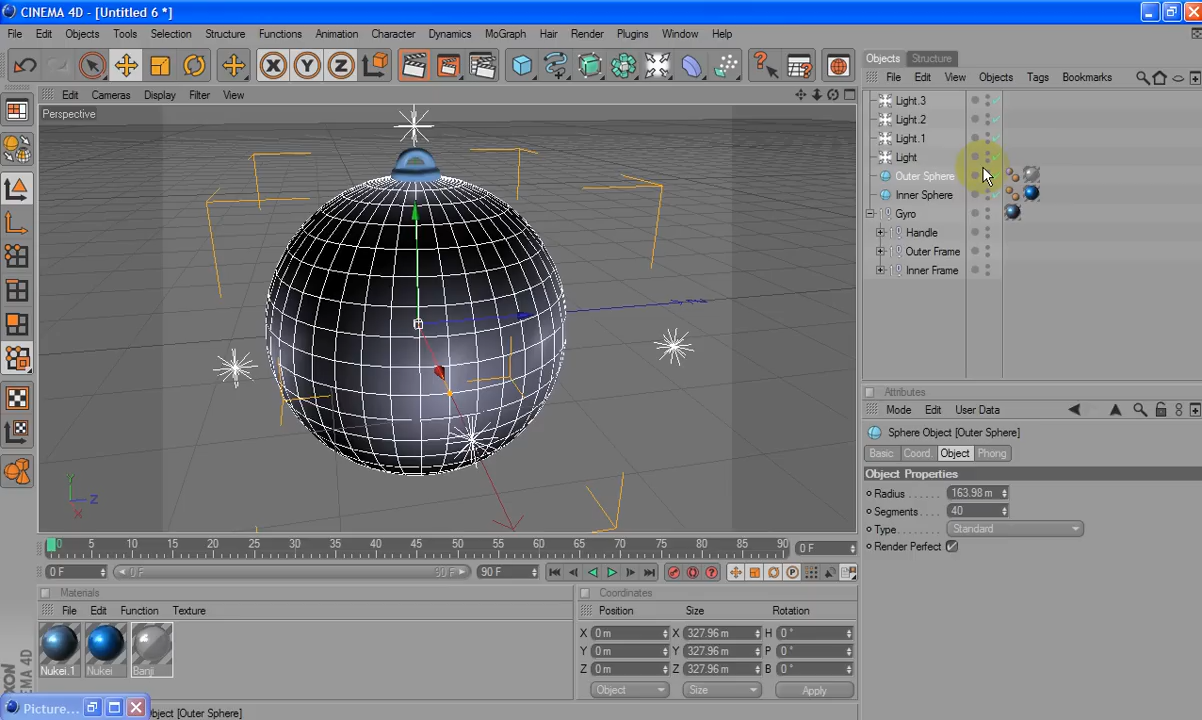 CINEMA 4D - [Untitled 6 *]
File Edit Objects Tools Selection Structure Functions Animation Character Dynamics MoGraph Hair Render Plugins Window Help
X Y Z
Edit Cameras Display Filter View
Perspective
Y
Z
X
0 5 10 15 20 25 30 35 40 45 50 55 60 65 70 75 80 85 90 0 F
0 F 0 F 90 F 90 F
Materials
File Edit Function Texture
Nukei.1 Nukei Banji
Coordinates
Position Size Rotation
X 0 m X 327.96 m H 0 °
Y 0 m Y 327.96 m P 0 °
Z 0 m Z 327.96 m B 0 °
Object Size Apply
Objects Structure
File Edit View Objects Tags Bookmarks
Light.3
Light.2
Light.1
Light
Outer Sphere
Inner Sphere
Gyro
Handle
Outer Frame
Inner Frame
Attributes
Mode Edit User Data
Sphere Object [Outer Sphere]
Basic Coord. Object Phong
Object Properties
Radius . . . . . . 163.98 m
Segments . . . . 40
Type . . . . . . . Standard
Render Perfect
Picture...
bject [Outer Sphere]
XON
CINEMA 4D